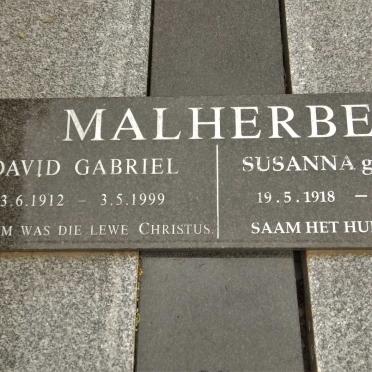 MALHERBE
DAVID GABRIEL
3.6.1912 – 3.5.1999
WAS DIE LEWE CHRISTUS.
SUSANNA
19.5.1918 –
SAAM HET